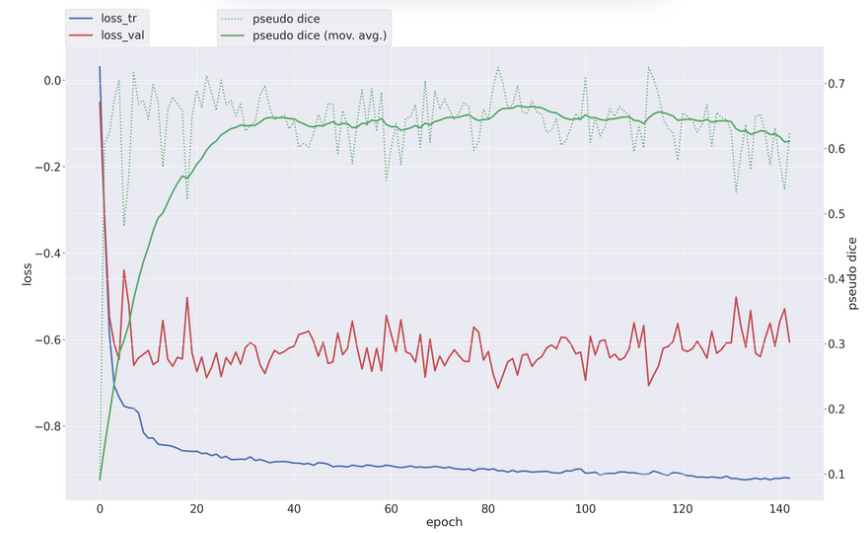 loss_tr
loss_val
pseudo dice
pseudo dice (mov. avg.)
0.0
−0.2
−0.4
−0.6
−0.8
loss
0.7
0.6
0.5
0.4
0.3
0.2
0.1
pseudo dice
0 20 40 60 80 100 120 140
epoch